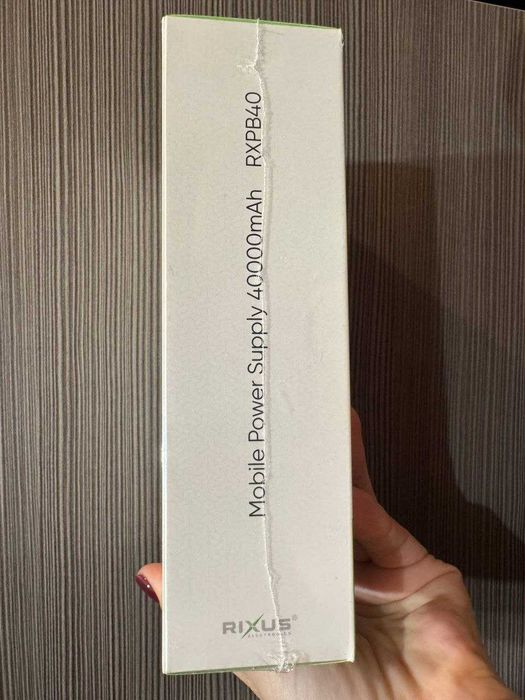 Mobile Power Supply 40000mAh RXPB40
RIXUS®
ELECTRONICS